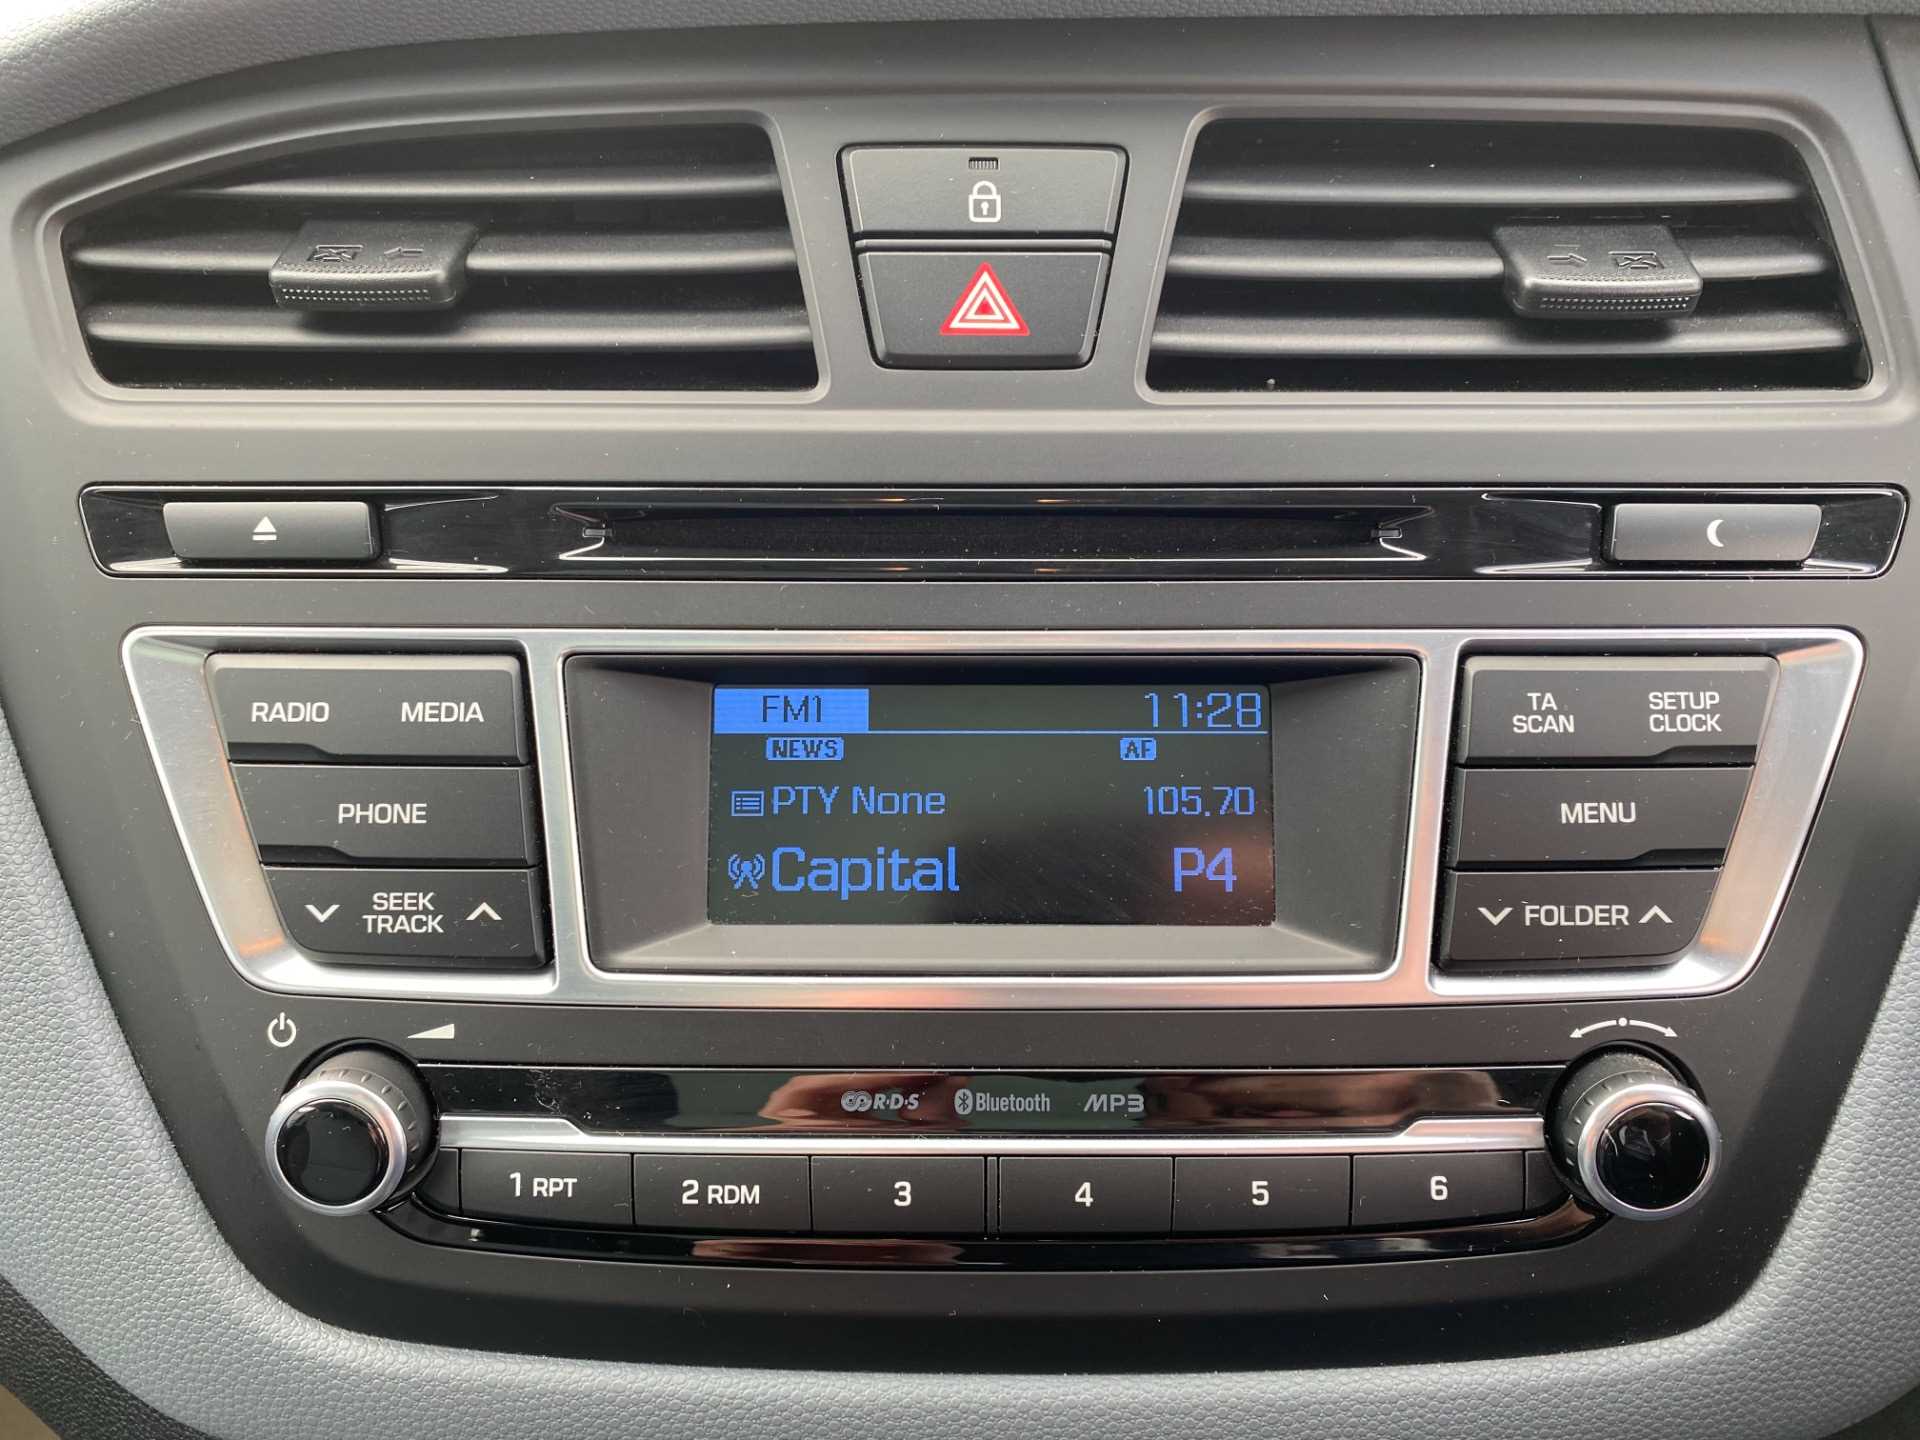 RADIO MEDIA
PHONE
SEEK
TRACK
FM1 11:28
NEWS AF
PTY None 105.70
Capital P4
TA
SCAN
SETUP
CLOCK
MENU
FOLDER
R·D·S Bluetooth MP3
1 RPT 2 RDM 3 4 5 6